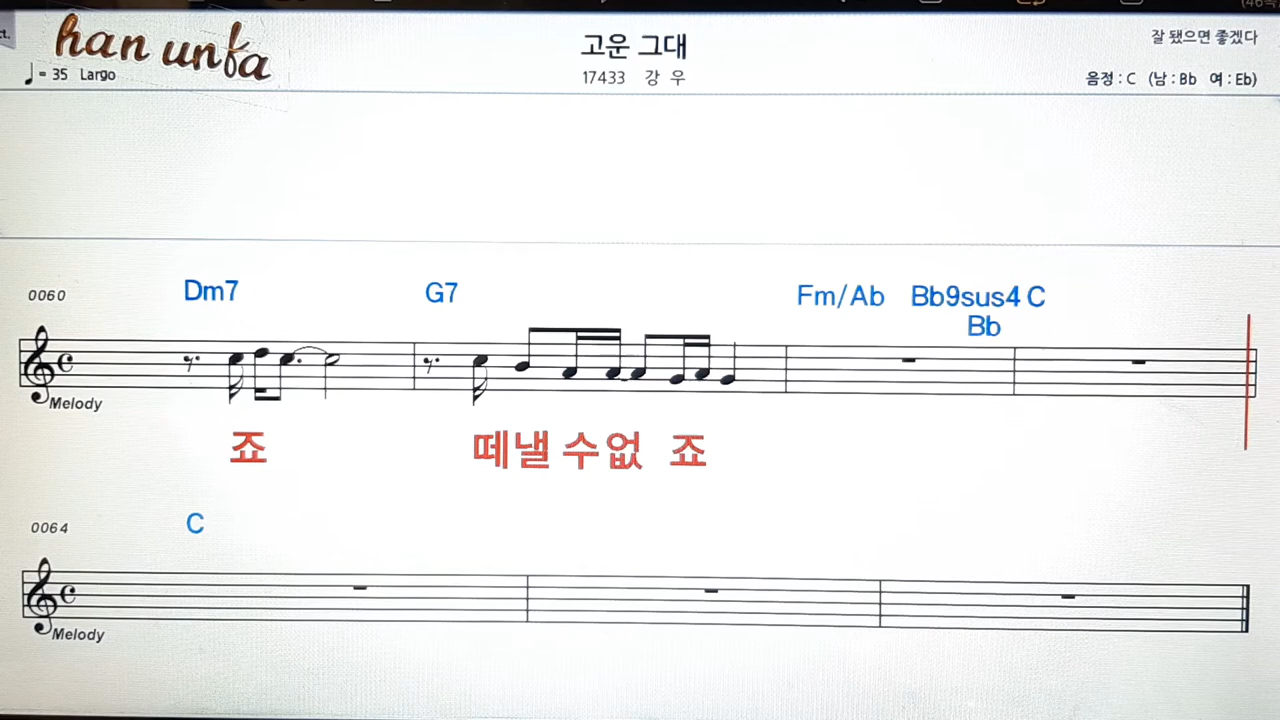 han unfa
고운 그대
잘 됐으면 좋겠다
= 35 Largo
17433 강 우
음정 : C (남 : Bb 여 : Eb)
0060
Dm7 G7 Fm/Ab Bb9sus4 C
Bb
Melody
죠 떼낼 수없 죠
0064
C
Melody